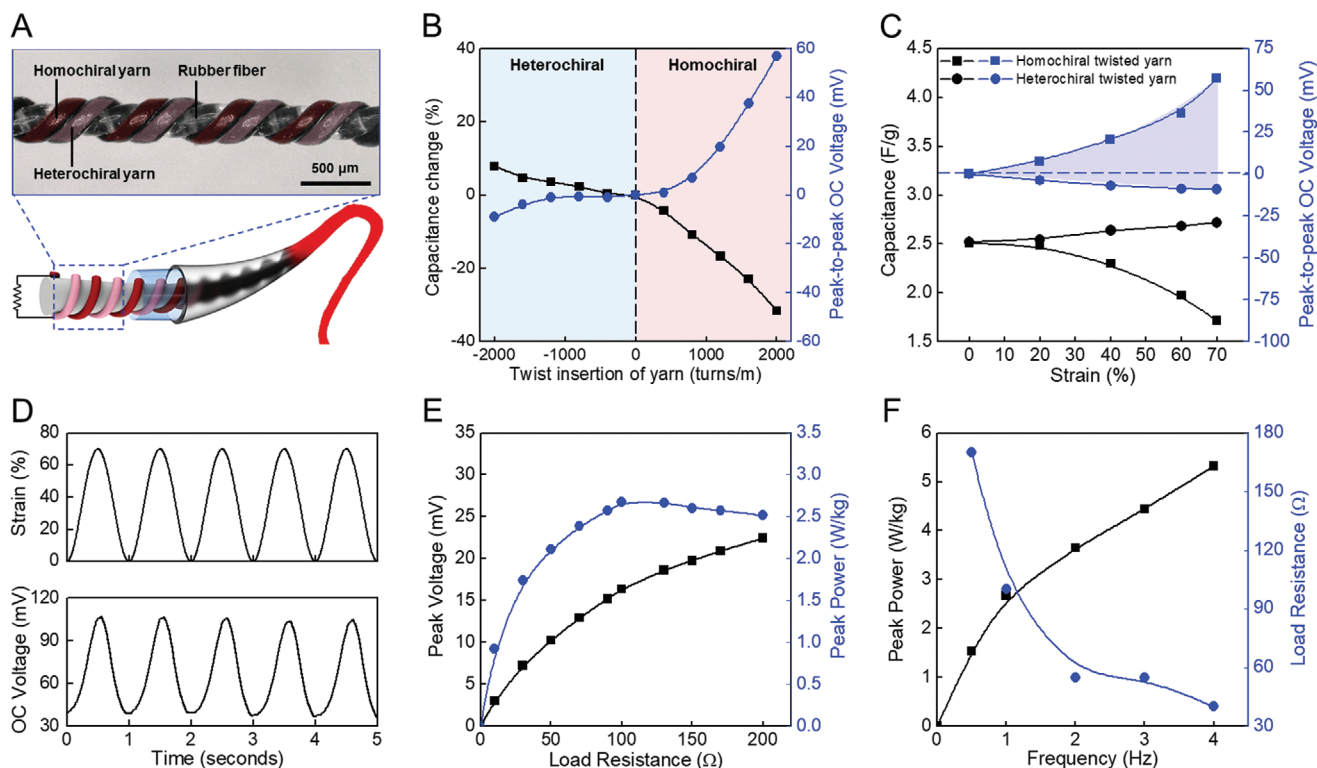 A
Homochiral yarn
Rubber fiber
Heterochiral yarn
500 µm
B
Heterochiral
Homochiral
Capacitance change (%)
40
20
0
-20
-40
Peak-to-peak OC Voltage (mV)
60
40
20
0
-20
-40
-60
-2000 -1000 0 1000 2000
Twist insertion of yarn (turns/m)
C
Homochiral twisted yarn
Heterochiral twisted yarn
Capacitance (F/g)
4.5
4.0
3.5
3.0
2.5
2.0
1.5
Peak-to-peak OC Voltage (mV)
75
50
25
0
-25
-50
-75
-100
0 10 20 30 40 50 60 70
Strain (%)
D
Strain (%)
80
60
40
20
0
OC Voltage (mV)
120
90
60
30
0 1 2 3 4 5
Time (seconds)
E
Peak Voltage (mV)
35
30
25
20
15
10
5
0
Peak Power (W/kg)
3.5
3.0
2.5
2.0
1.5
1.0
0.5
0.0
0 50 100 150 200
Load Resistance (Ω)
F
Peak Power (W/kg)
6
5
4
3
2
1
0
Load Resistance (Ω)
180
150
120
90
60
30
0 1 2 3 4
Frequency (Hz)